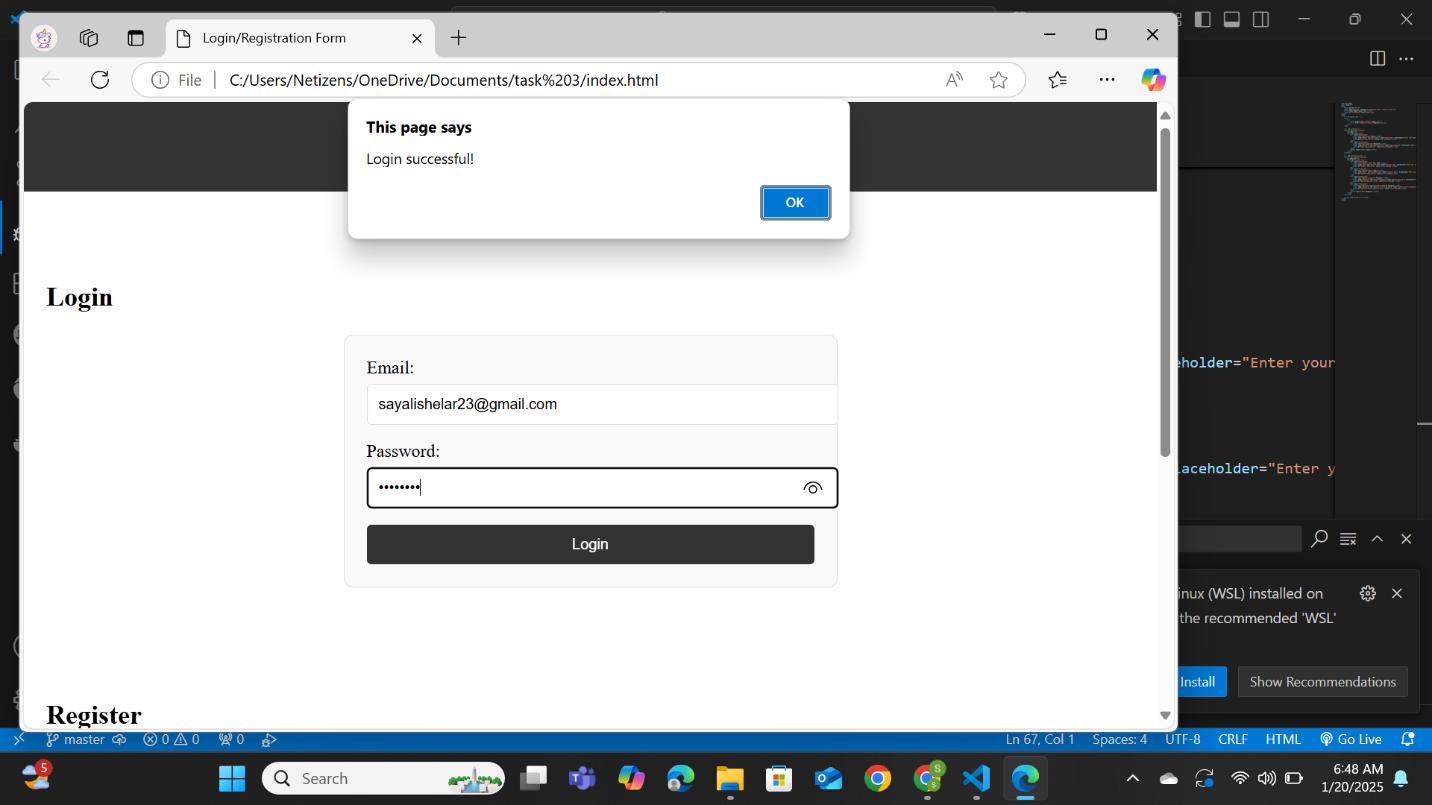 Login/Registration Form
File
C:/Users/Netizens/OneDrive/Documents/task%203/index.html
This page says
Login successful!
OK
Login
Email:
sayalishelar23@gmail.com
Password:
••••••••
Login
Register
eholder="Enter your
laceholder="Enter y
inux (WSL) installed on
the recommended 'WSL'
Install
Show Recommendations
master
0
0
0
Ln 67, Col 1
Spaces: 4
UTF-8
CRLF
HTML
Go Live
5
Search
S
S
6:48 AM
1/20/2025